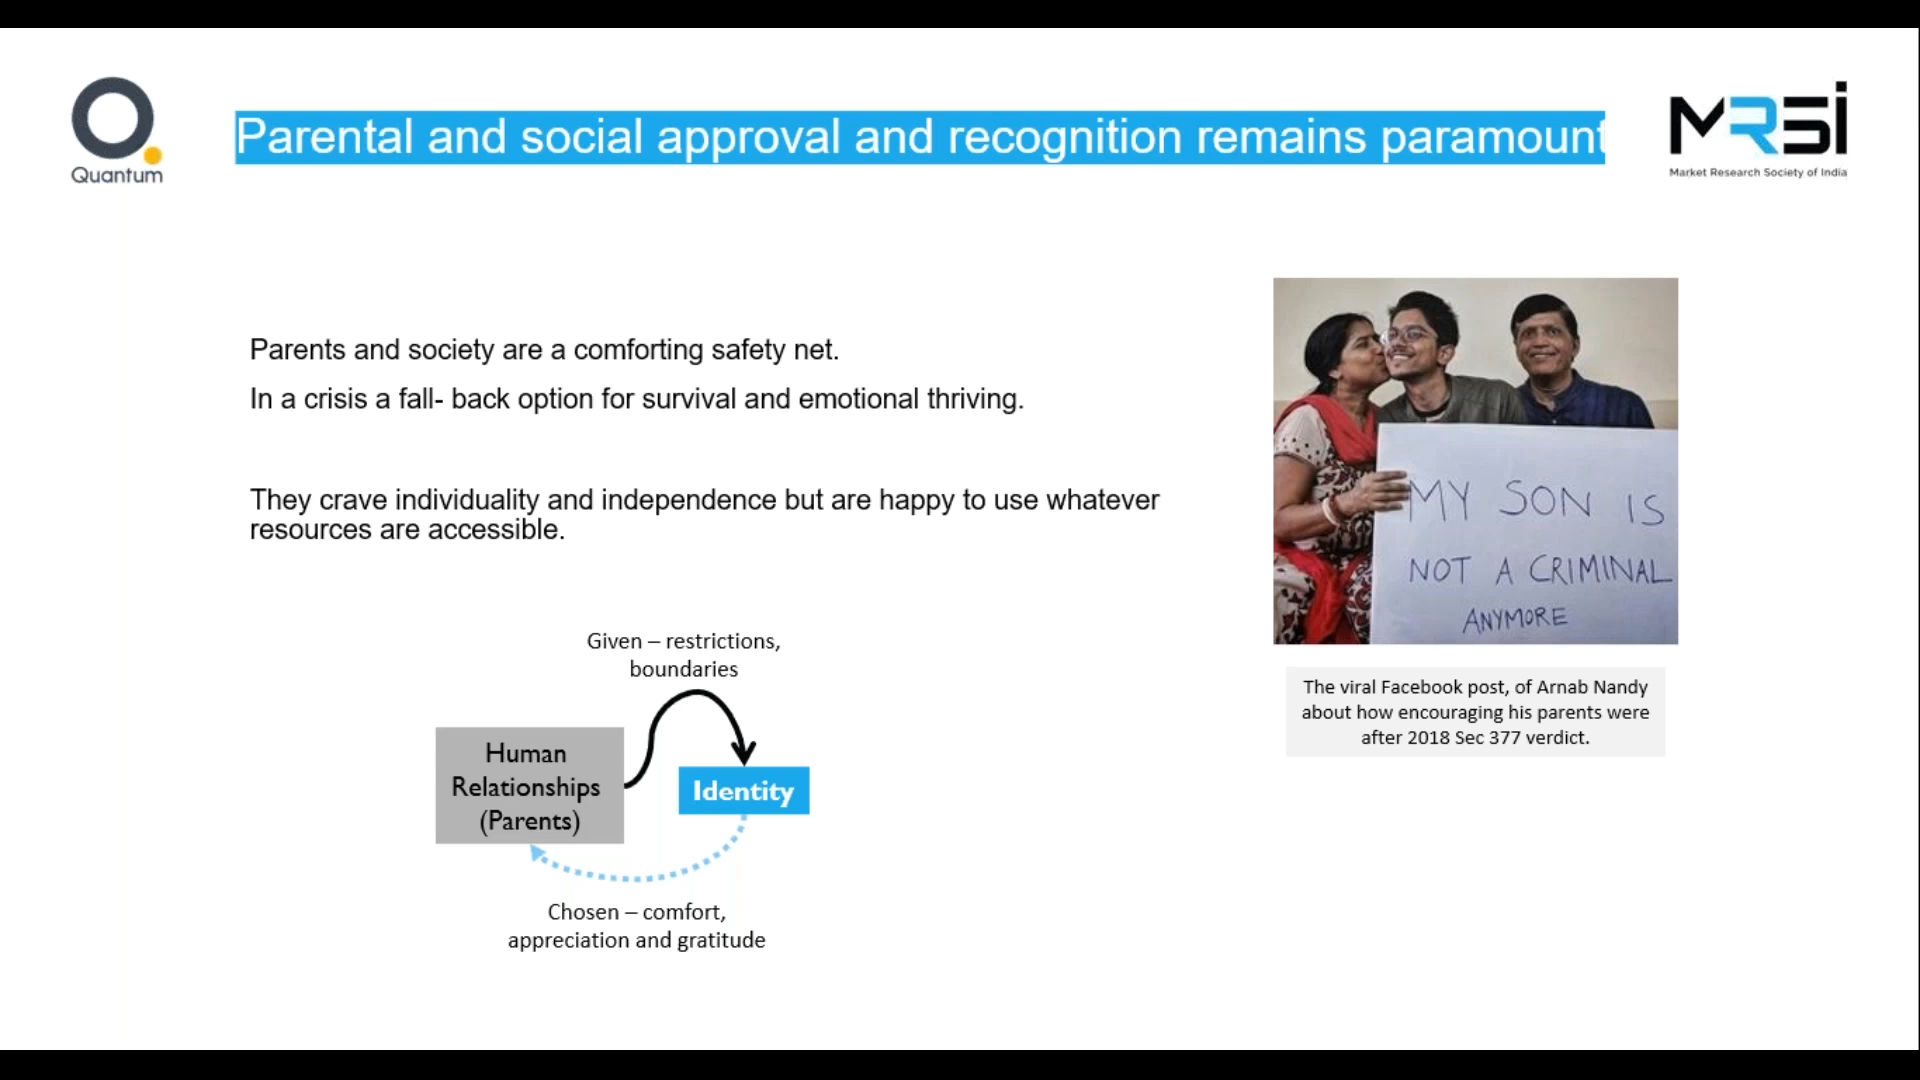 Quantum
Parental and social approval and recognition remains paramount
MRSi
Market Research Society of India
Parents and society are a comforting safety net.
In a crisis a fall- back option for survival and emotional thriving.
They crave individuality and independence but are happy to use whatever
resources are accessible.
MY SON IS
NOT A CRIMINAL
ANYMORE
The viral Facebook post, of Arnab Nandy
about how encouraging his parents were
after 2018 Sec 377 verdict.
Given – restrictions,
boundaries
Human
Relationships
(Parents)
Identity
Chosen – comfort,
appreciation and gratitude